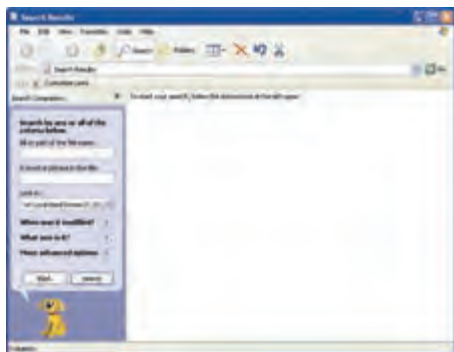 Search Results
File Edit View Favorites Tools Help
Search Folders
Search Results
Search Companion
To start your search, follow the instructions in the left pane.
Search by any or all of the
criteria below.
All or part of the file name:
A word or phrase in the file:
Look in:
When was it modified?
What size is it?
More advanced options
Back Search